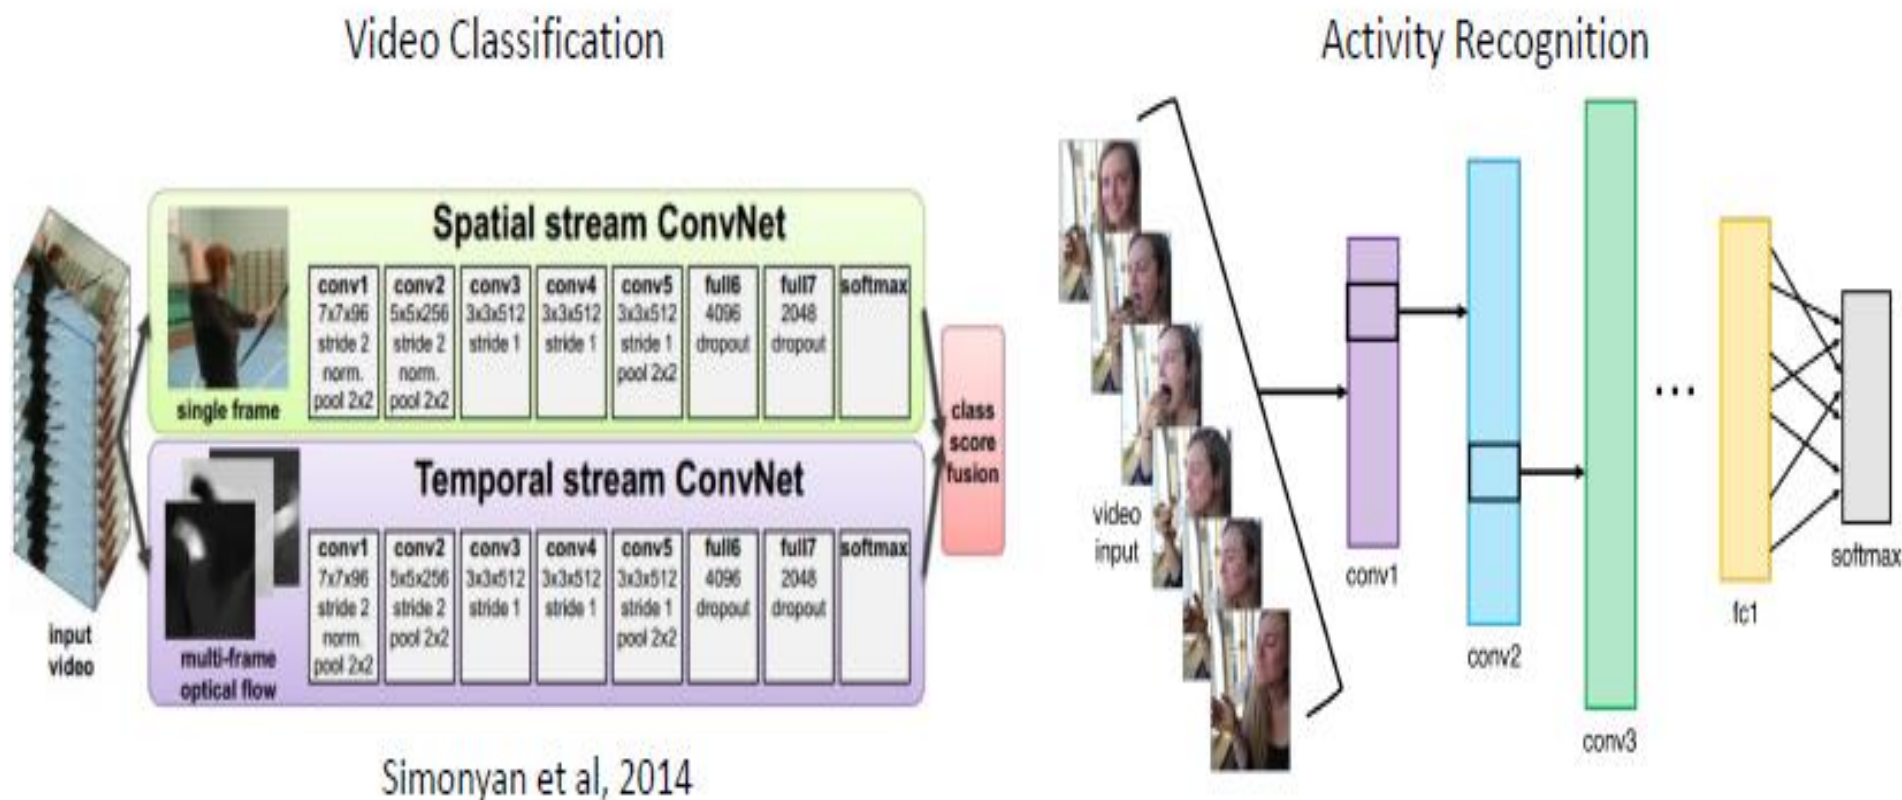 Video Classification
Activity Recognition
Spatial stream ConvNet
conv1
7x7x96
stride 2
norm.
pool 2x2
conv2
5x5x256
stride 2
norm.
pool 2x2
conv3
3x3x512
stride 1
conv4
3x3x512
stride 1
conv5
3x3x512
stride 1
pool 2x2
full6
4096
dropout
full7
2048
dropout
softmax
single frame
Temporal stream ConvNet
conv1
7x7x96
stride 2
norm.
pool 2x2
conv2
5x5x256
stride 2
pool 2x2
conv3
3x3x512
stride 1
conv4
3x3x512
stride 1
conv5
3x3x512
stride 1
pool 2x2
full6
4096
dropout
full7
2048
dropout
softmax
multi-frame
optical flow
input
video
class
score
fusion
Simonyan et al, 2014
video
input
conv1
conv2
conv3
...
fc1
softmax